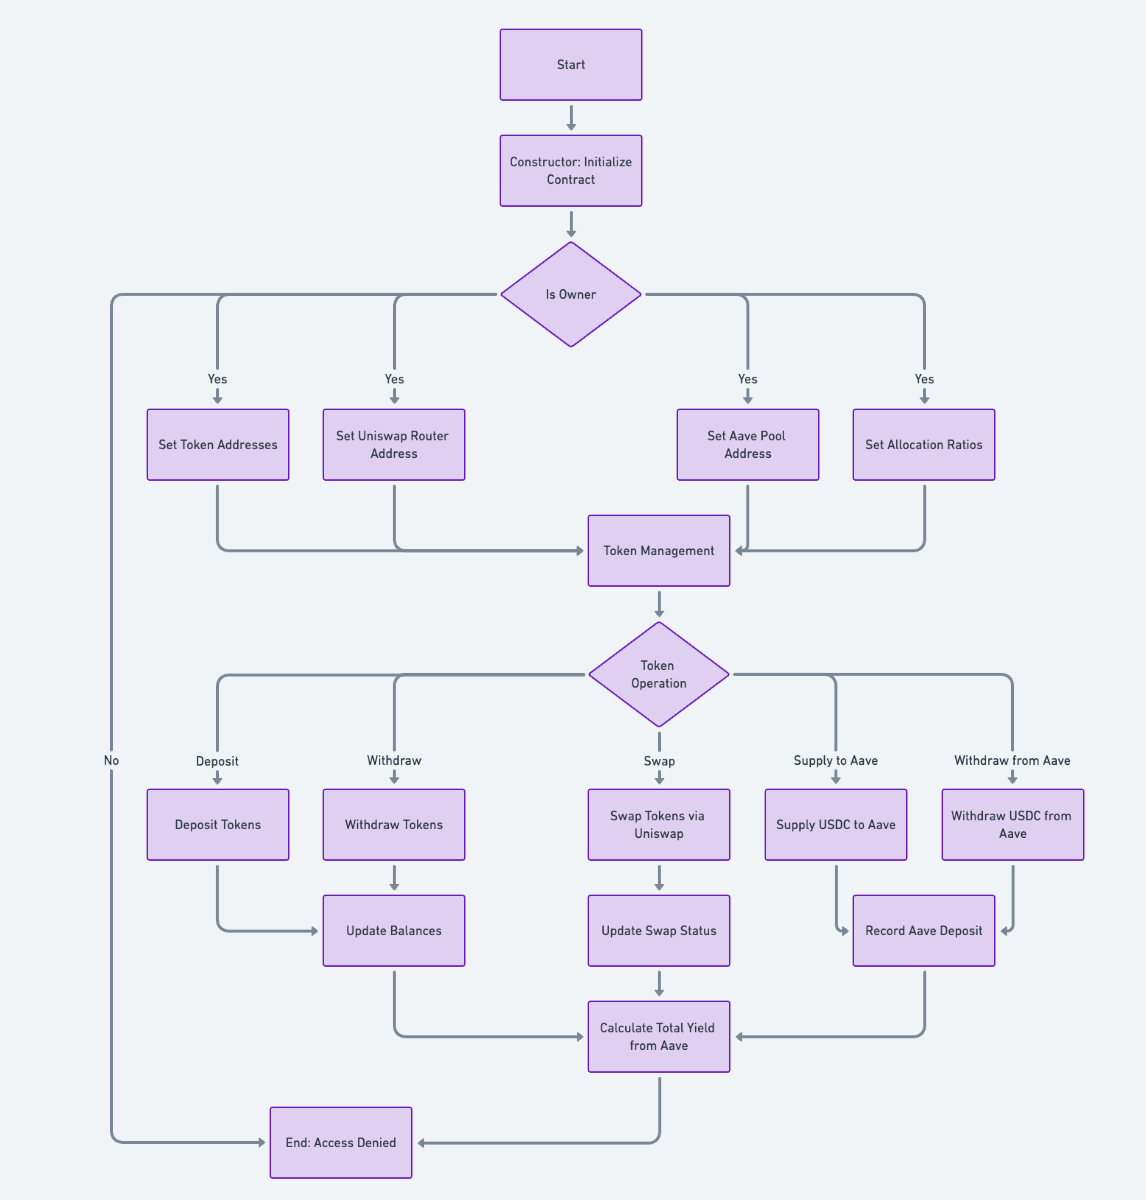 Start
Constructor: Initialize
Contract
Is Owner
Yes
Yes
Yes
Yes
Set Token Addresses
Set Uniswap Router
Address
Set Aave Pool
Address
Set Allocation Ratios
Token Management
Token
Operation
No
Deposit
Withdraw
Swap
Supply to Aave
Withdraw from Aave
Deposit Tokens
Withdraw Tokens
Swap Tokens via
Uniswap
Supply USDC to Aave
Withdraw USDC from
Aave
Update Balances
Update Swap Status
Record Aave Deposit
Calculate Total Yield
from Aave
End: Access Denied